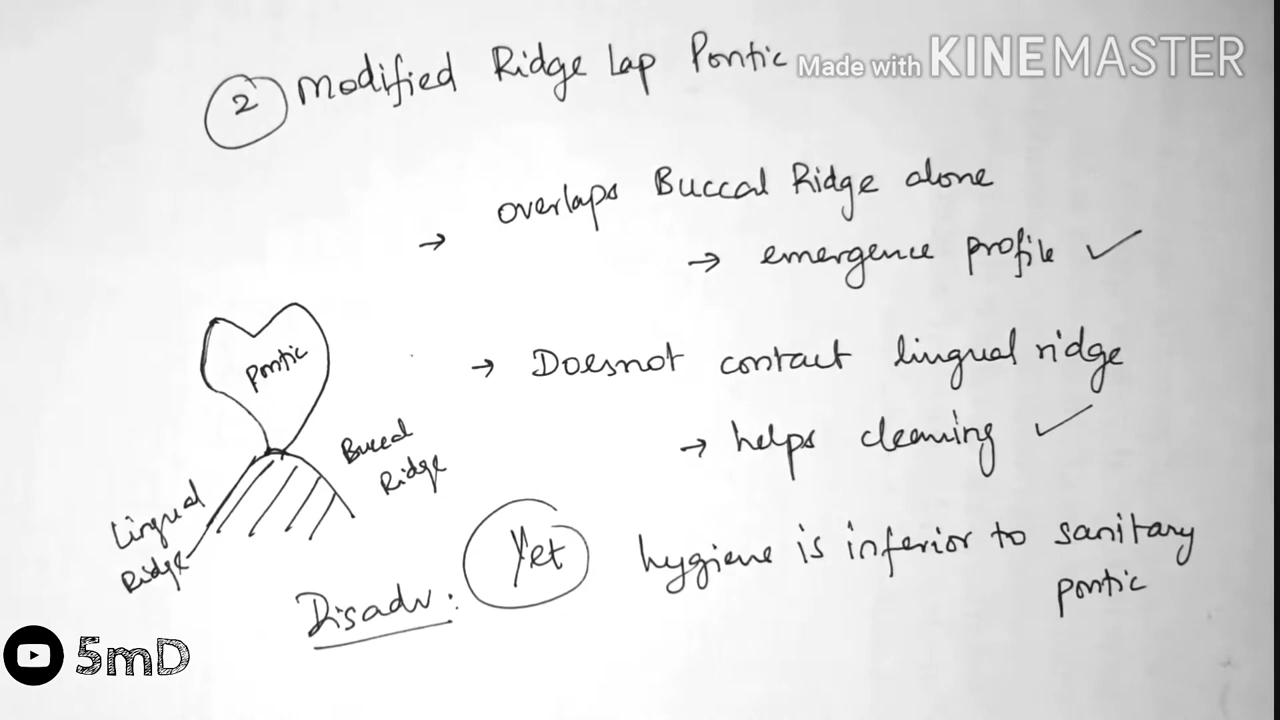 2 Modified Ridge Lap Pontic
Made with KINEMASTER
→ overlaps Buccal Ridge alone
→ emergence profile ✓
Pontic
→ Doesnot contact lingual ridge
→ helps cleaning ✓
Buccal
Ridge
Lingual
Ridge
Disadv: Yet hygiene is inferior to sanitary
pontic
5mD